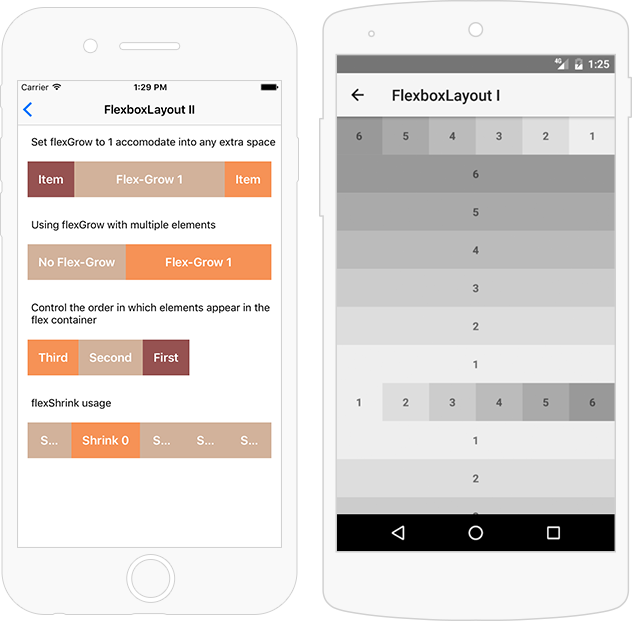 Carrier 1:29 PM
FlexboxLayout II
Set flexGrow to 1 accomodate into any extra space
Item Flex-Grow 1 Item
Using flexGrow with multiple elements
No Flex-Grow Flex-Grow 1
Control the order in which elements appear in the
flex container
Third Second First
flexShrink usage
S... Shrink 0 S... S... S...
4G 1:25
FlexboxLayout I
6 5 4 3 2 1
6
5
4
3
2
1
1 2 3 4 5 6
1
2